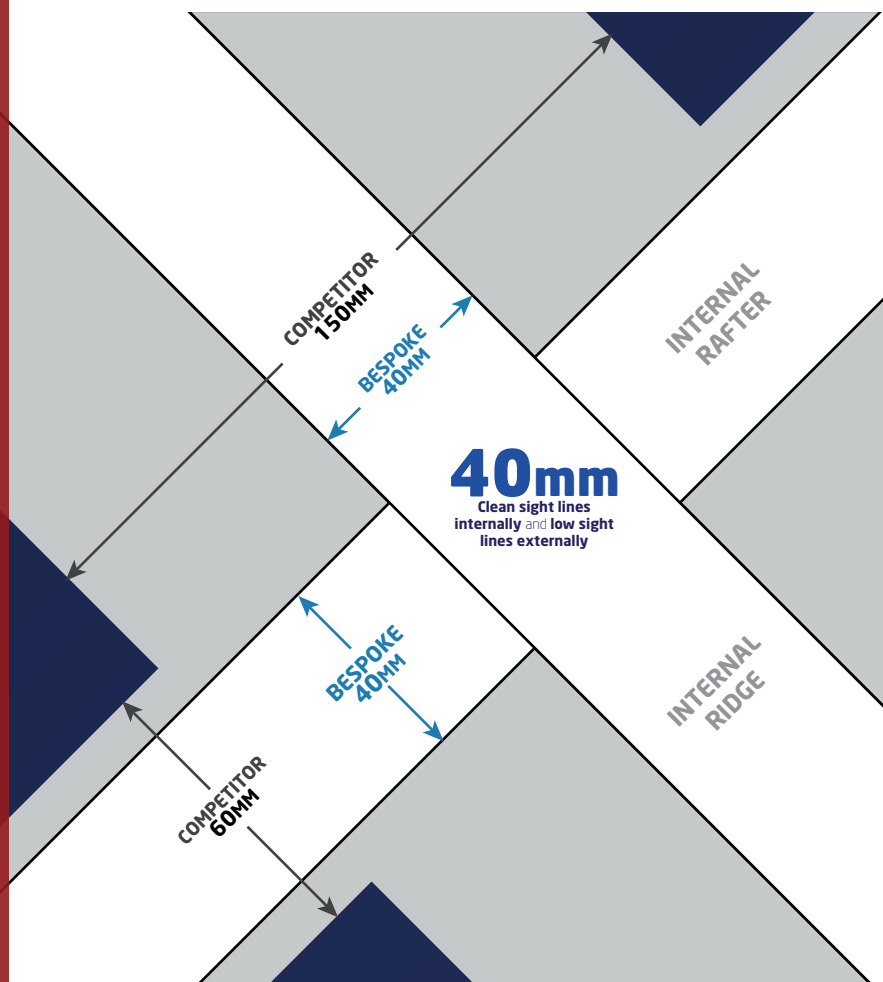 COMPETITOR
150MM
BESPOKE
40MM
INTERNAL
RAFTER
40mm
Clean sight lines
internally and low sight
lines externally
BESPOKE
40MM
INTERNAL
RIDGE
COMPETITOR
60MM